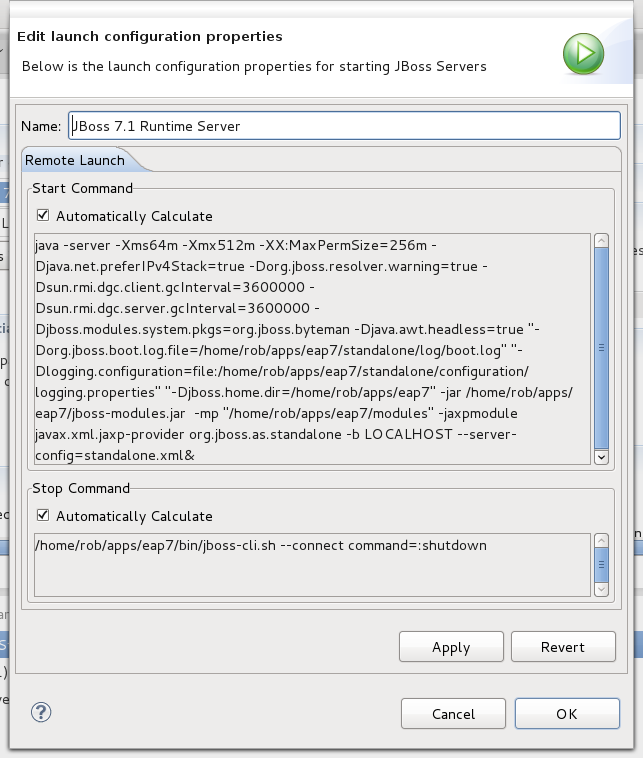 Edit launch configuration properties
Below is the launch configuration properties for starting JBoss Servers
Name: JBoss 7.1 Runtime Server
Remote Launch
Start Command
Automatically Calculate
java -server -Xms64m -Xmx512m -XX:MaxPermSize=256m -
Djava.net.preferIPv4Stack=true -Dorg.jboss.resolver.warning=true -
Dsun.rmi.dgc.client.gcInterval=3600000 -
Dsun.rmi.dgc.server.gcInterval=3600000 -
Djboss.modules.system.pkgs=org.jboss.byteman -Djava.awt.headless=true "-
Dorg.jboss.boot.log.file=/home/rob/apps/eap7/standalone/log/boot.log" "-
Dlogging.configuration=file:/home/rob/apps/eap7/standalone/configuration/
logging.properties" "-Djboss.home.dir=/home/rob/apps/eap7" -jar /home/rob/apps/
eap7/jboss-modules.jar  -mp "/home/rob/apps/eap7/modules" -jaxpmodule
javax.xml.jaxp-provider org.jboss.as.standalone -b LOCALHOST --server-
config=standalone.xml&
Stop Command
Automatically Calculate
/home/rob/apps/eap7/bin/jboss-cli.sh --connect command=:shutdown
Apply
Revert
?
Cancel
OK